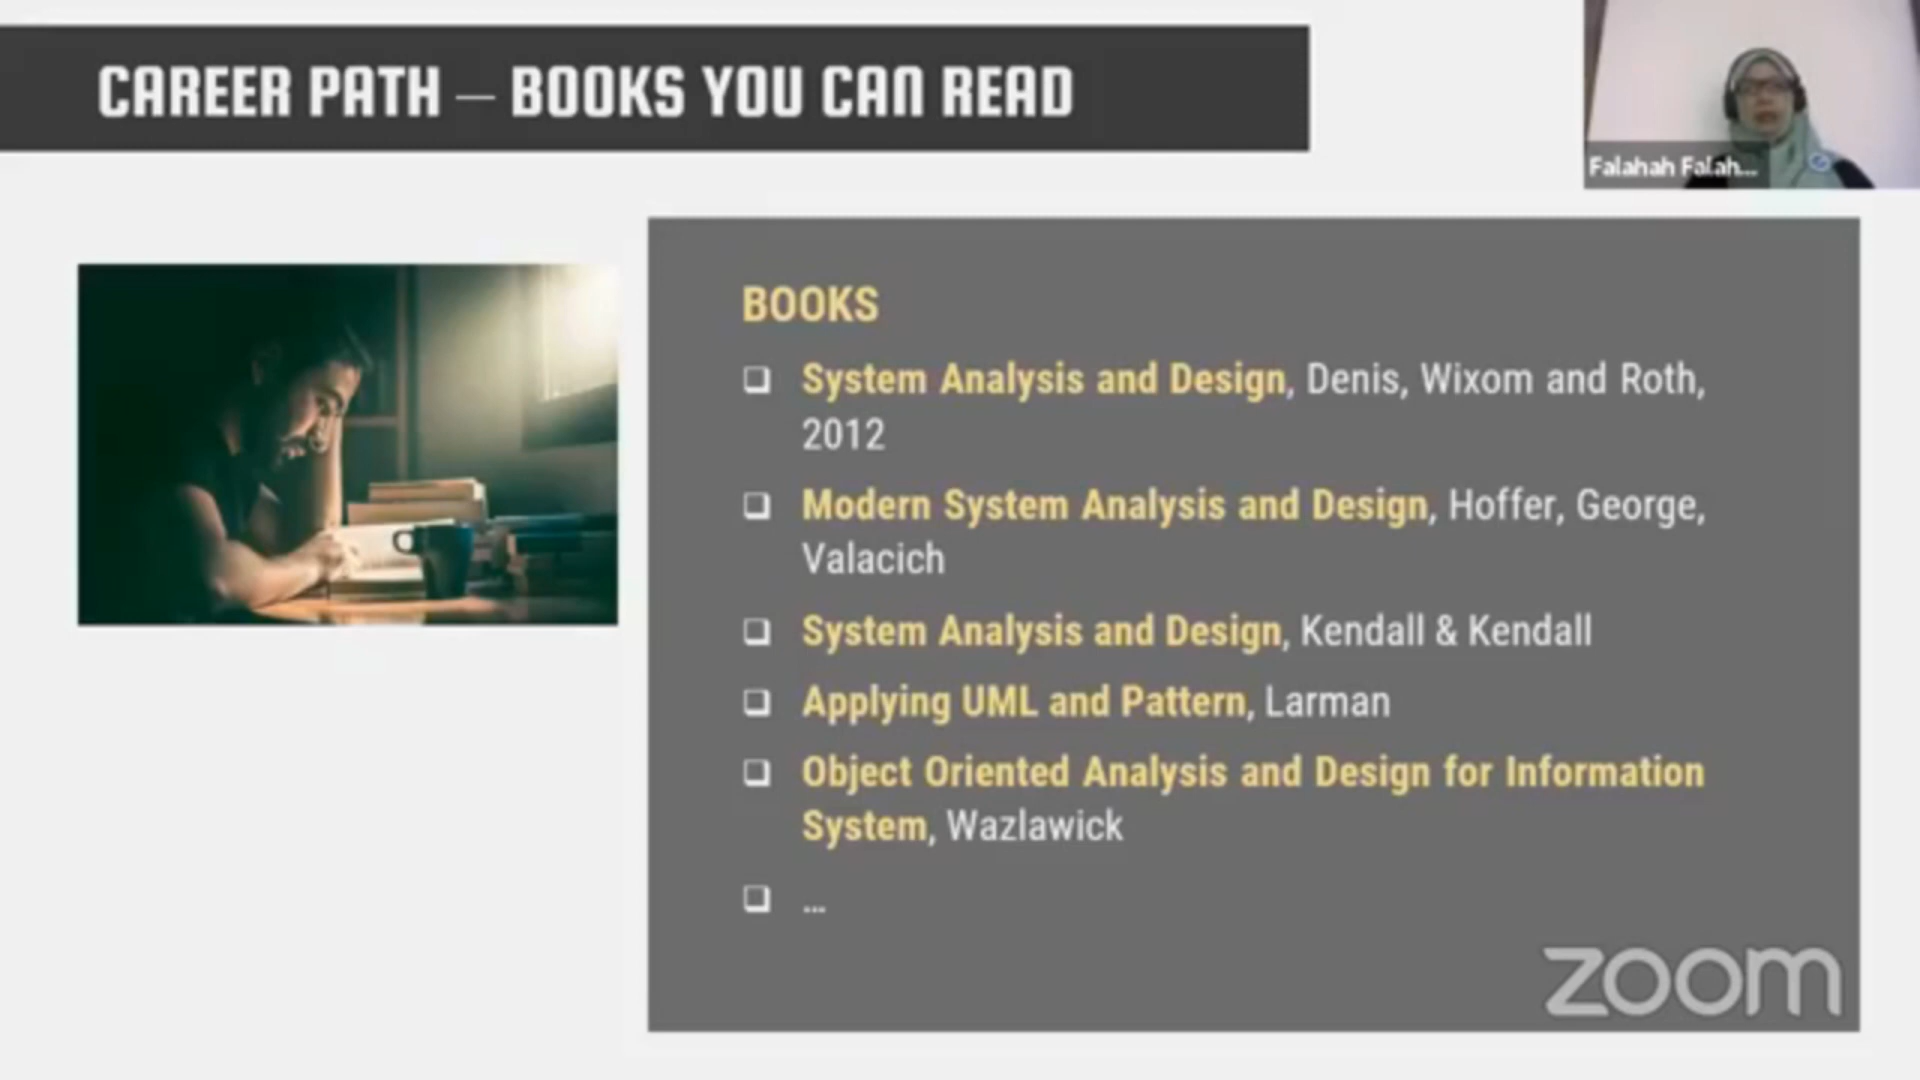 CAREER PATH – BOOKS YOU CAN READ
Falahah Falah...
BOOKS
❑ System Analysis and Design, Denis, Wixom and Roth,
2012
❑ Modern System Analysis and Design, Hoffer, George,
Valacich
❑ System Analysis and Design, Kendall & Kendall
❑ Applying UML and Pattern, Larman
❑ Object Oriented Analysis and Design for Information
System, Wazlawick
❑ ...
zoom